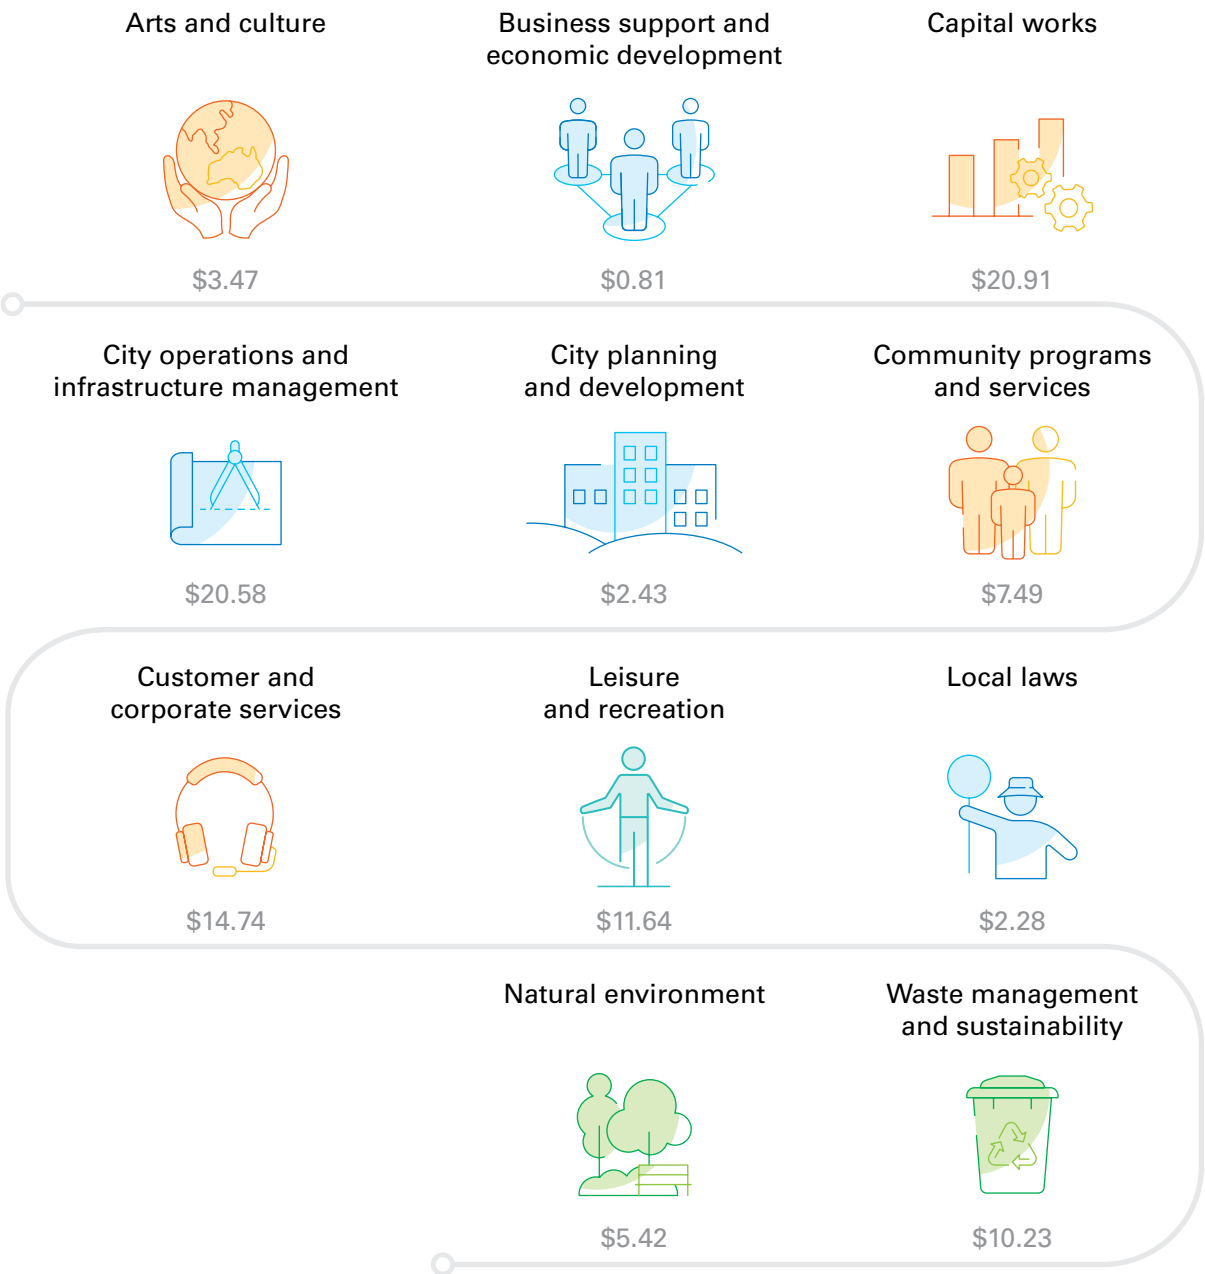 Arts and culture
Business support and
economic development
Capital works
$3.47
$0.81
$20.91
City operations and
infrastructure management
City planning
and development
Community programs
and services
$20.58
$2.43
$7.49
Customer and
corporate services
Leisure
and recreation
Local laws
$14.74
$11.64
$2.28
Natural environment
Waste management
and sustainability
$5.42
$10.23